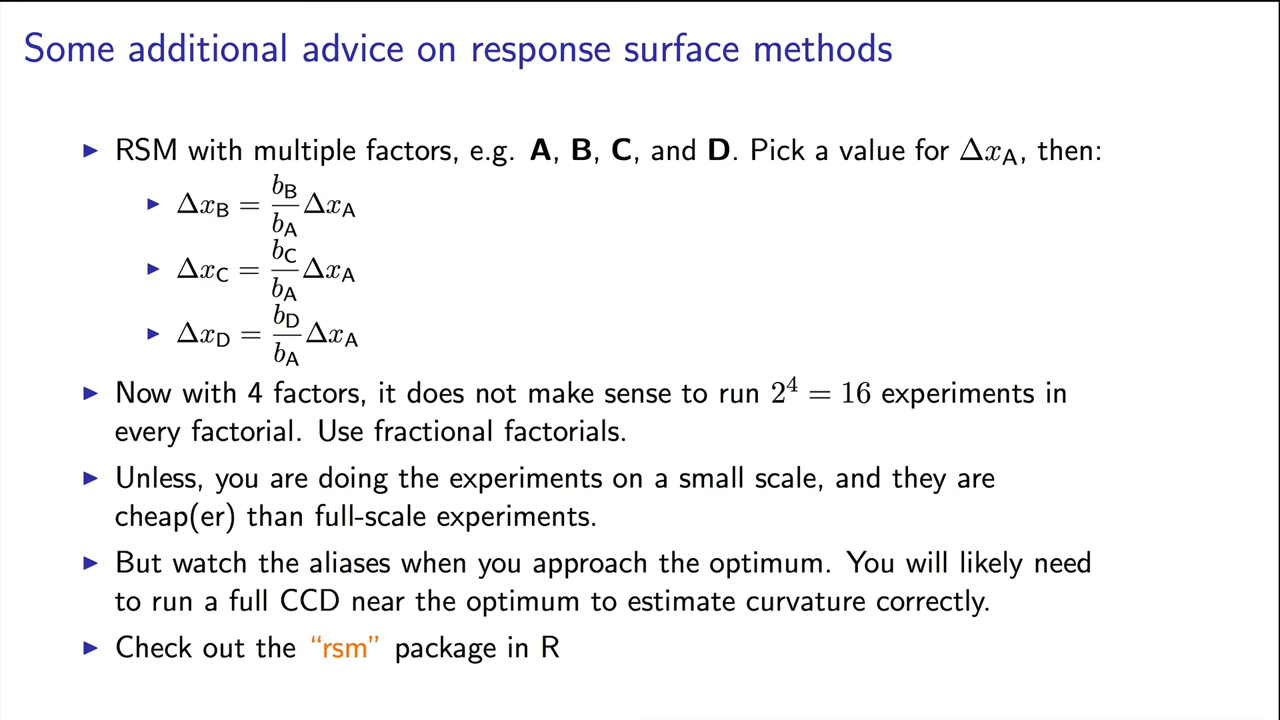 Some additional advice on response surface methods
▶ RSM with multiple factors, e.g. A, B, C, and D. Pick a value for Δx_A, then:
▶ Δx_B = b_B/b_A Δx_A
▶ Δx_C = b_C/b_A Δx_A
▶ Δx_D = b_D/b_A Δx_A
▶ Now with 4 factors, it does not make sense to run 2⁴ = 16 experiments in
every factorial. Use fractional factorials.
▶ Unless, you are doing the experiments on a small scale, and they are
cheap(er) than full-scale experiments.
▶ But watch the aliases when you approach the optimum. You will likely need
to run a full CCD near the optimum to estimate curvature correctly.
▶ Check out the “rsm” package in R